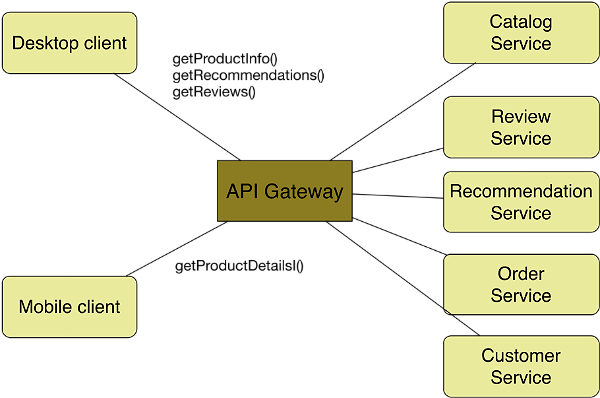 Desktop client
getProductInfo()
getRecommendations()
getReviews()
Catalog
Service
Review
Service
API Gateway
Recommendation
Service
getProductDetailsI()
Order
Service
Mobile client
Customer
Service